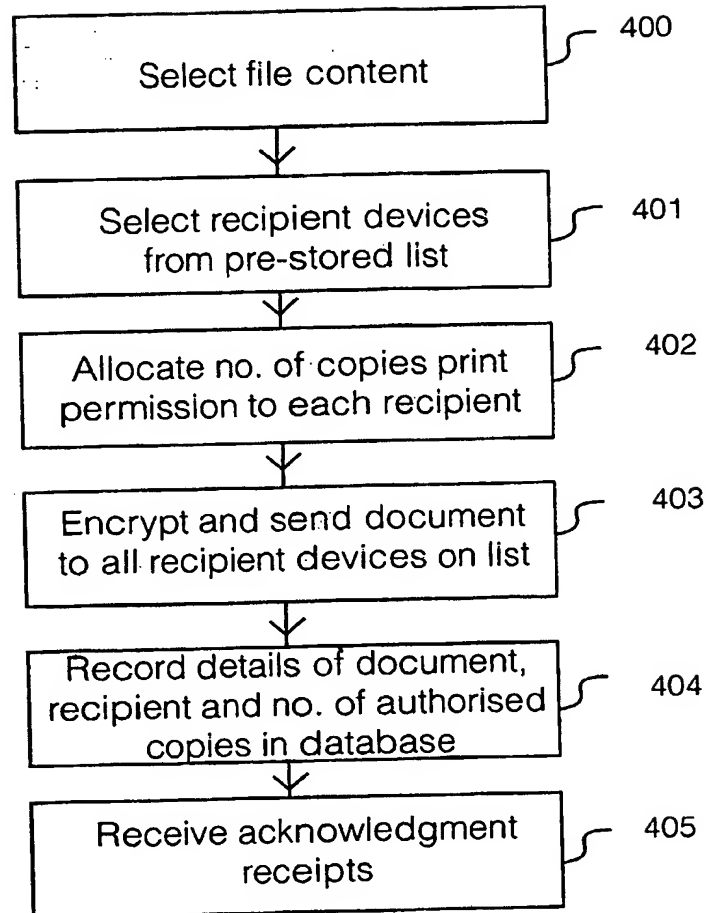 Select file content
400
Select recipient devices
from pre-stored list
401
Allocate no. of copies print
permission to each recipient
402
Encrypt and send document
to all recipient devices on list
403
Record details of document,
recipient and no. of authorised
copies in database
404
Receive acknowledgment
receipts
405